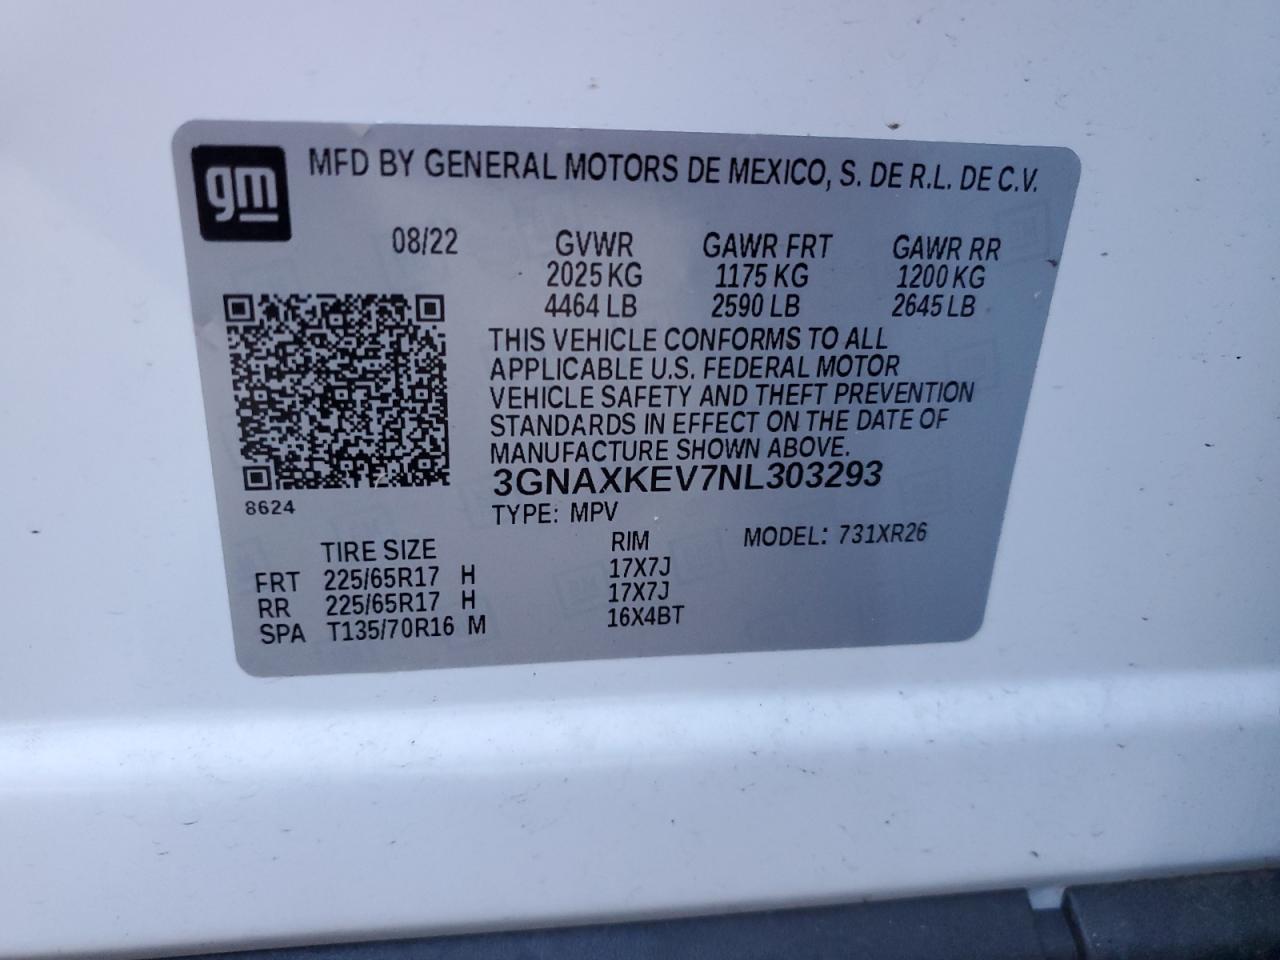 gm
MFD BY GENERAL MOTORS DE MEXICO, S. DE R.L. DE C.V.
08/22 GVWR GAWR FRT GAWR RR
2025 KG 1175 KG 1200 KG
4464 LB 2590 LB 2645 LB
THIS VEHICLE CONFORMS TO ALL
APPLICABLE U.S. FEDERAL MOTOR
VEHICLE SAFETY AND THEFT PREVENTION
STANDARDS IN EFFECT ON THE DATE OF
MANUFACTURE SHOWN ABOVE.
3GNAXKEV7NL303293
8624
TYPE: MPV
TIRE SIZE RIM MODEL: 731XR26
FRT 225/65R17 H 17X7J
RR 225/65R17 H 17X7J
SPA T135/70R16 M 16X4BT